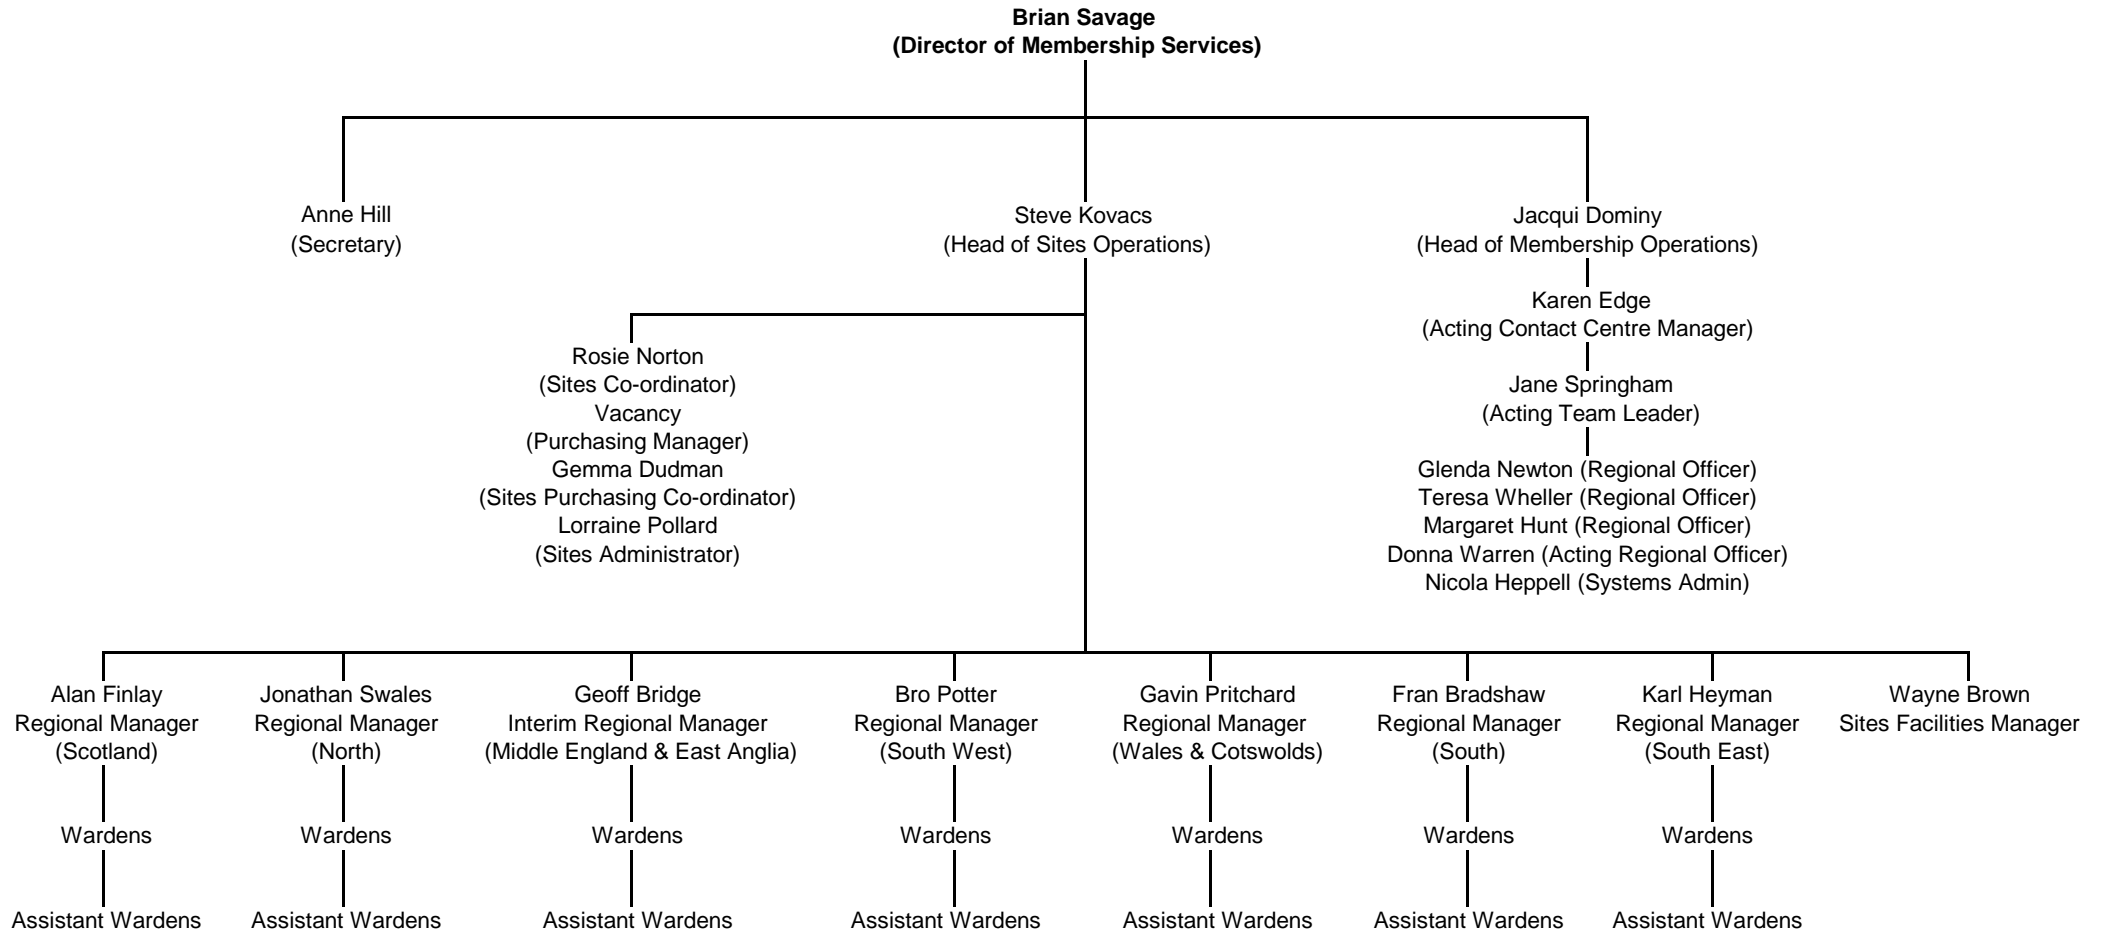 Brian Savage
(Director of Membership Services)
Anne Hill
(Secretary)
Steve Kovacs
(Head of Sites Operations)
Jacqui Dominy
(Head of Membership Operations)
Karen Edge
(Acting Contact Centre Manager)
Jane Springham
(Acting Team Leader)
Glenda Newton (Regional Officer)
Teresa Wheller (Regional Officer)
Margaret Hunt (Regional Officer)
Donna Warren (Acting Regional Officer)
Nicola Heppell (Systems Admin)
Rosie Norton
(Sites Co-ordinator)
Vacancy
(Purchasing Manager)
Gemma Dudman
(Sites Purchasing Co-ordinator)
Lorraine Pollard
(Sites Administrator)
Alan Finlay
Regional Manager
(Scotland)
Wardens
Assistant Wardens
Jonathan Swales
Regional Manager
(North)
Wardens
Assistant Wardens
Geoff Bridge
Interim Regional Manager
(Middle England & East Anglia)
Wardens
Assistant Wardens
Bro Potter
Regional Manager
(South West)
Wardens
Assistant Wardens
Gavin Pritchard
Regional Manager
(Wales & Cotswolds)
Wardens
Assistant Wardens
Fran Bradshaw
Regional Manager
(South)
Wardens
Assistant Wardens
Karl Heyman
Regional Manager
(South East)
Wardens
Assistant Wardens
Wayne Brown
Sites Facilities Manager